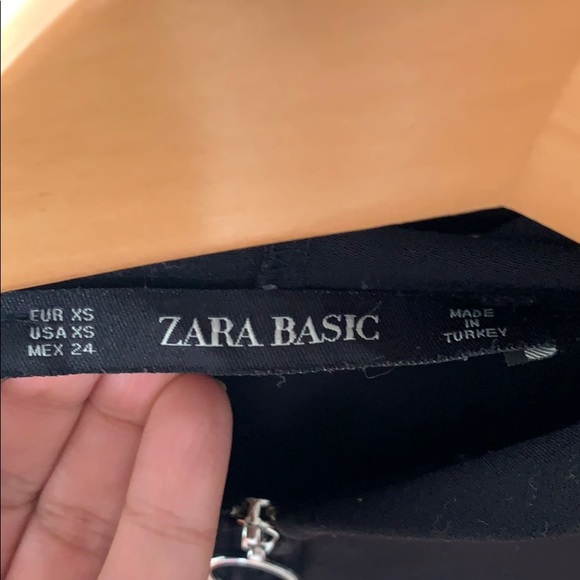 EUR XS
USA XS
MEX 24
ZARA BASIC
MADE
IN
TURKEY